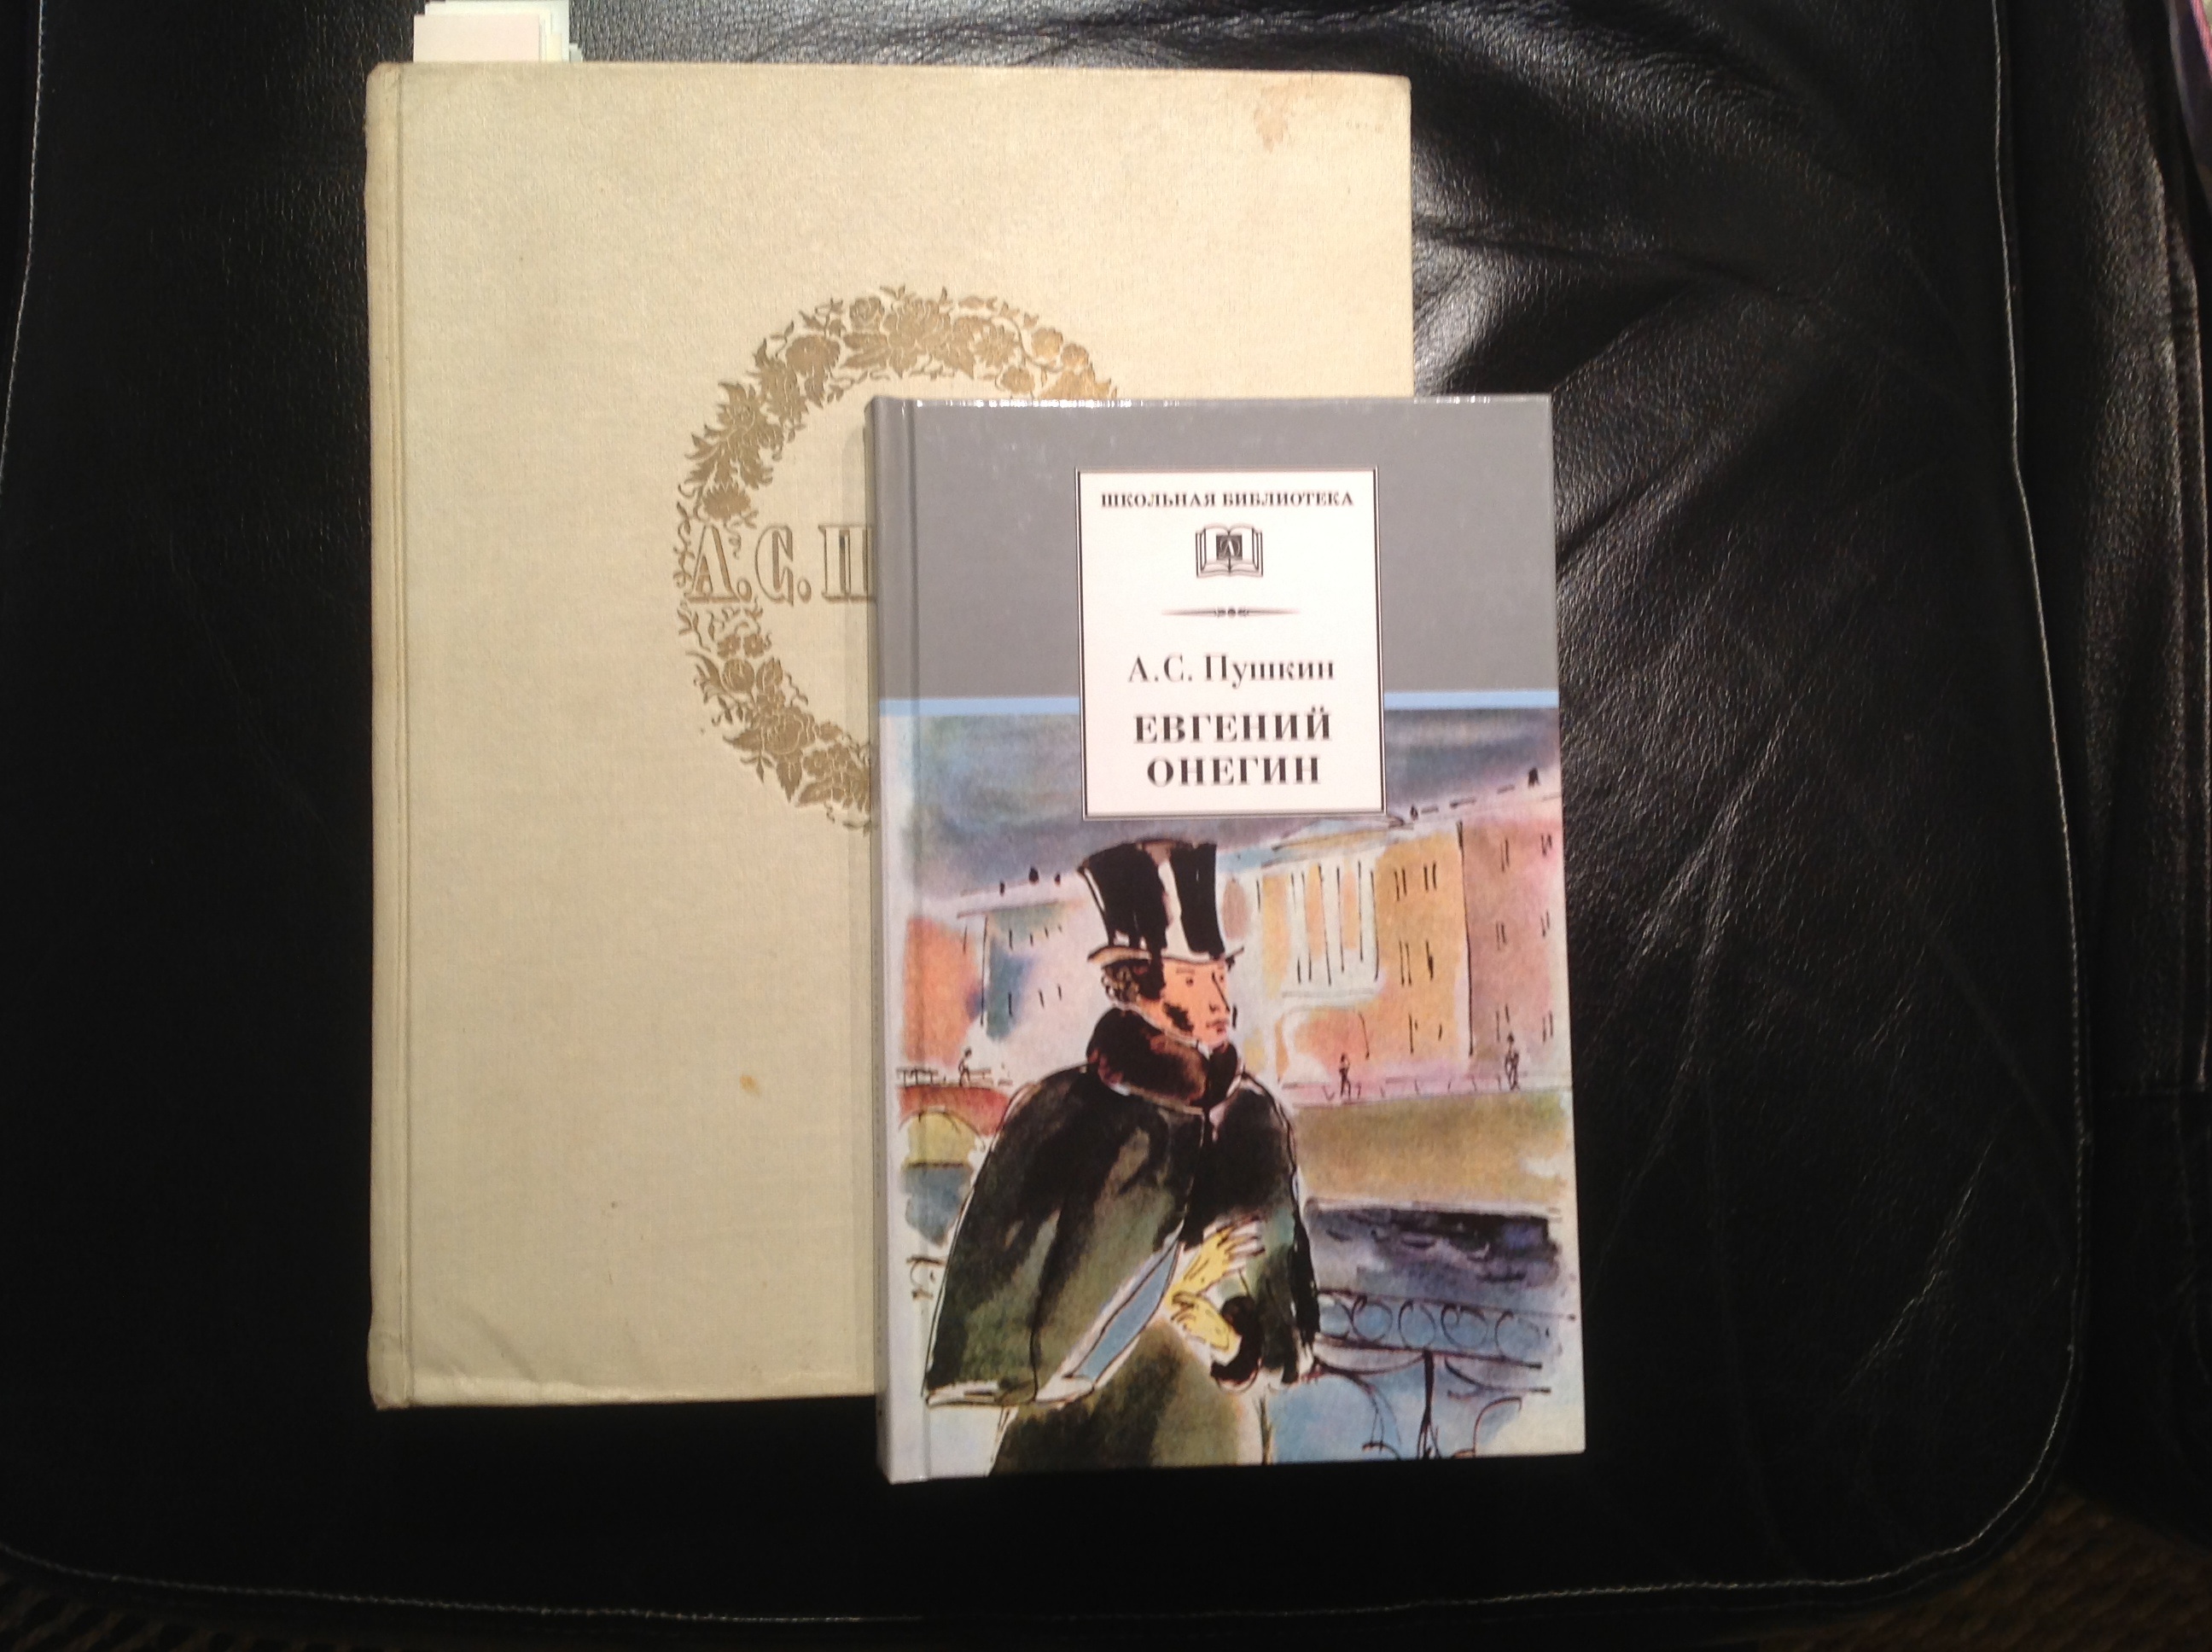 А.С.П
ШКОЛЬНАЯ БИБЛИОТЕКА
А.С. Пушкин
ЕВГЕНИЙ
ОНЕГИН